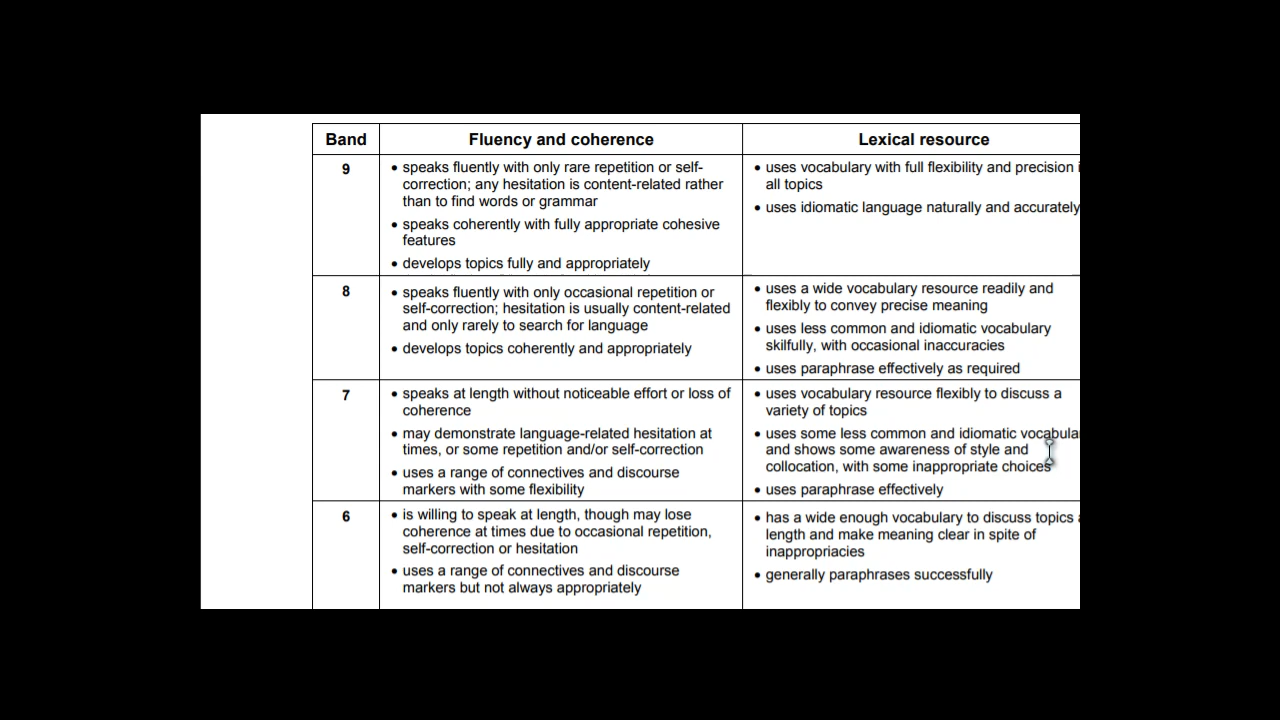 Band Fluency and coherence Lexical resource
9
• speaks fluently with only rare repetition or self-
correction; any hesitation is content-related rather
than to find words or grammar
• speaks coherently with fully appropriate cohesive
features
• develops topics fully and appropriately
• uses vocabulary with full flexibility and precision
all topics
• uses idiomatic language naturally and accurately
8
• speaks fluently with only occasional repetition or
self-correction; hesitation is usually content-related
and only rarely to search for language
• develops topics coherently and appropriately
• uses a wide vocabulary resource readily and
flexibly to convey precise meaning
• uses less common and idiomatic vocabulary
skilfully, with occasional inaccuracies
• uses paraphrase effectively as required
7
• speaks at length without noticeable effort or loss of
coherence
• may demonstrate language-related hesitation at
times, or some repetition and/or self-correction
• uses a range of connectives and discourse
markers with some flexibility
• uses vocabulary resource flexibly to discuss a
variety of topics
• uses some less common and idiomatic
and shows some awareness of style and
collocation, with some inappropriate choices
• uses paraphrase effectively
6
• is willing to speak at length, though may lose
coherence at times due to occasional repetition,
self-correction or hesitation
• uses a range of connectives and discourse
markers but not always appropriately
• has a wide enough vocabulary to discuss topics
length and make meaning clear in spite of
inappropriacies
• generally paraphrases successfully